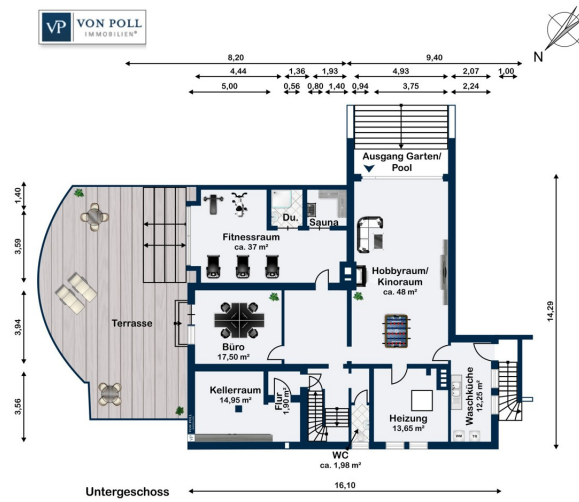 VP VON POLL
IMMOBILIEN®
N
8,20 9,40
4,44 1,36 1,93 4,93 2,07 1,00
5,00 0,56 0,80 1,40 0,94 3,75 2,24
Ausgang Garten/
Pool
1,40
3,59
3,94
3,56
14,29
Du.
Sauna
Fitnessraum
ca. 37 m²
Hobbyraum/
Kinoraum
ca. 48 m²
Terrasse
Büro
17,50 m²
Kellerraum
14,95 m²
Flur
1,90 m²
Heizung
13,65 m²
Waschküche
12,25 m²
WM TR
VP
WC
ca. 1,98 m²
Untergeschoss
16,10